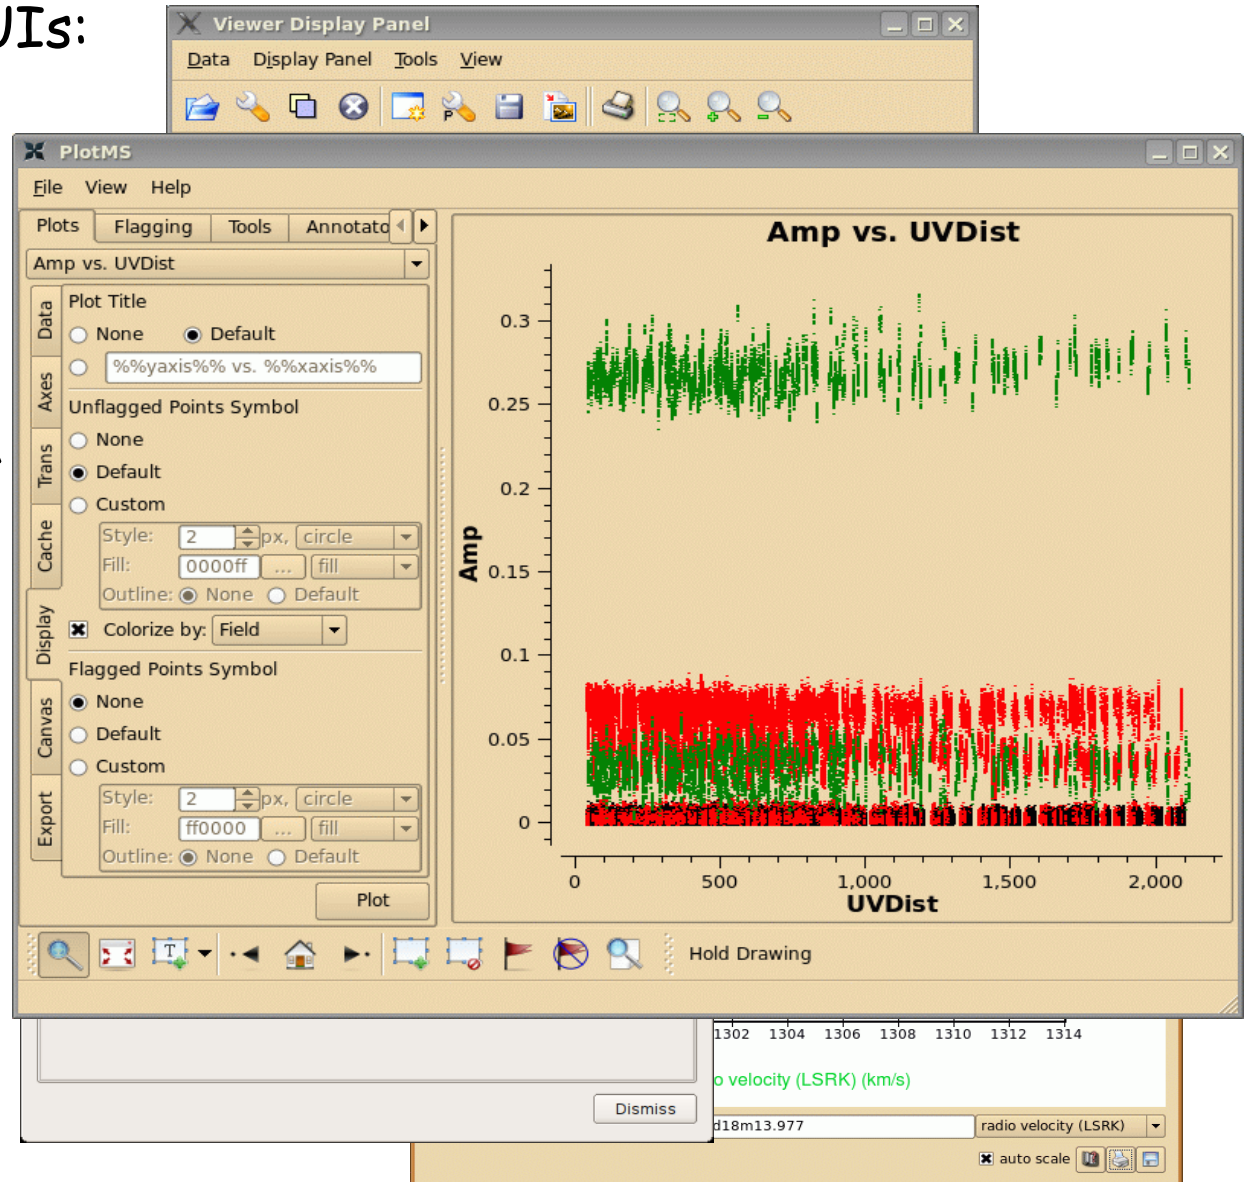 UIs:
Viewer Display Panel
Data Display Panel Tools View
P
PlotMS
File View Help
Plots Flagging Tools
Amp vs. UVDist
Data
Axes
Trans
Cache
Display
Canvas
Export
Plot Title
None Default
%%yaxis%% vs. %%xaxis%%
Unflagged Points Symbol
None
Default
Custom
Style: 2 px, circle
Fill: 0000ff ... fill
Outline: None Default
Colorize by: Field
Flagged Points Symbol
None
Default
Custom
Style: 2 px, circle
Fill: ff0000 ... fill
Outline: None Default
Plot
Amp vs. UVDist
Amp
0.3
0.25
0.2
0.15
0.1
0.05
0
0 500 1,000 1,500 2,000
UVDist
T
Hold Drawing
1302 1304 1306 1308 1310 1312 1314
o velocity (LSRK) (km/s)
Dismiss
d18m13.977 radio velocity (LSRK)
auto scale